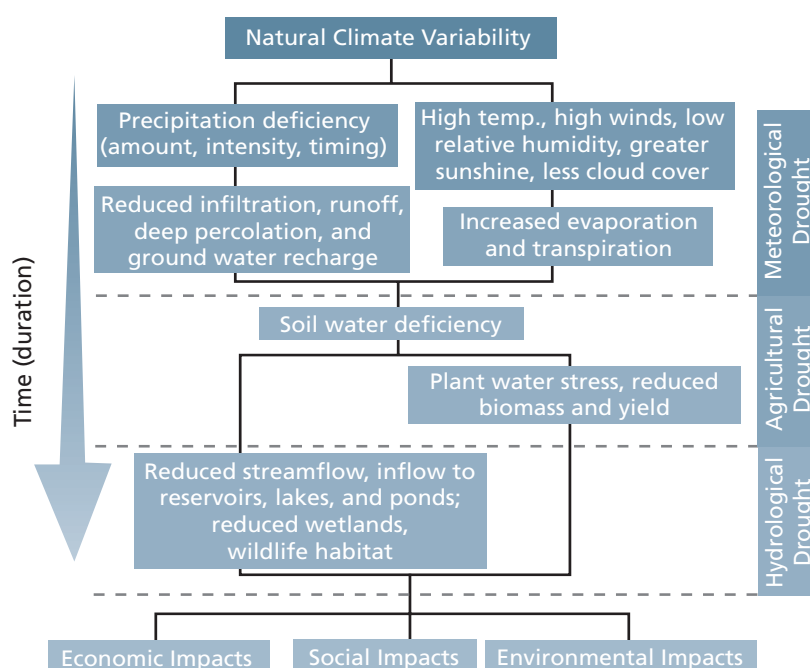 Natural Climate Variability
Precipitation deficiency
(amount, intensity, timing)
High temp., high winds, low
relative humidity, greater
sunshine, less cloud cover
Reduced infiltration, runoff,
deep percolation, and
ground water recharge
Increased evaporation
and transpiration
Meteorological
Drought
Time (duration)
Soil water deficiency
Plant water stress, reduced
biomass and yield
Agricultural
Drought
Reduced streamflow, inflow to
reservoirs, lakes, and ponds;
reduced wetlands,
wildlife habitat
Hydrological
Drought
Economic Impacts
Social Impacts
Environmental Impacts